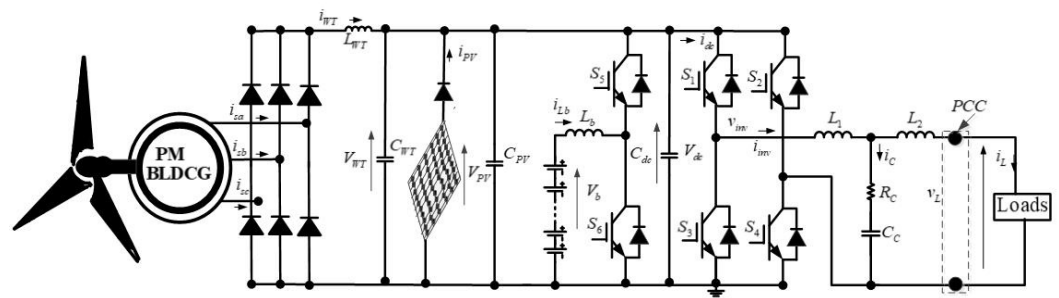 PM
BLDCG
i_sa
i_sb
i_sc
i_WT
L_WT
V_WT
C_WT
i_PV
V_PV
C_PV
i_Lb
L_b
V_b
S_5
S_6
C_dc
V_dc
i_dc
S_1
S_2
S_3
S_4
v_inv
i_inv
L_1
L_2
i_C
R_C
C_C
PCC
v_L
i_L
Loads